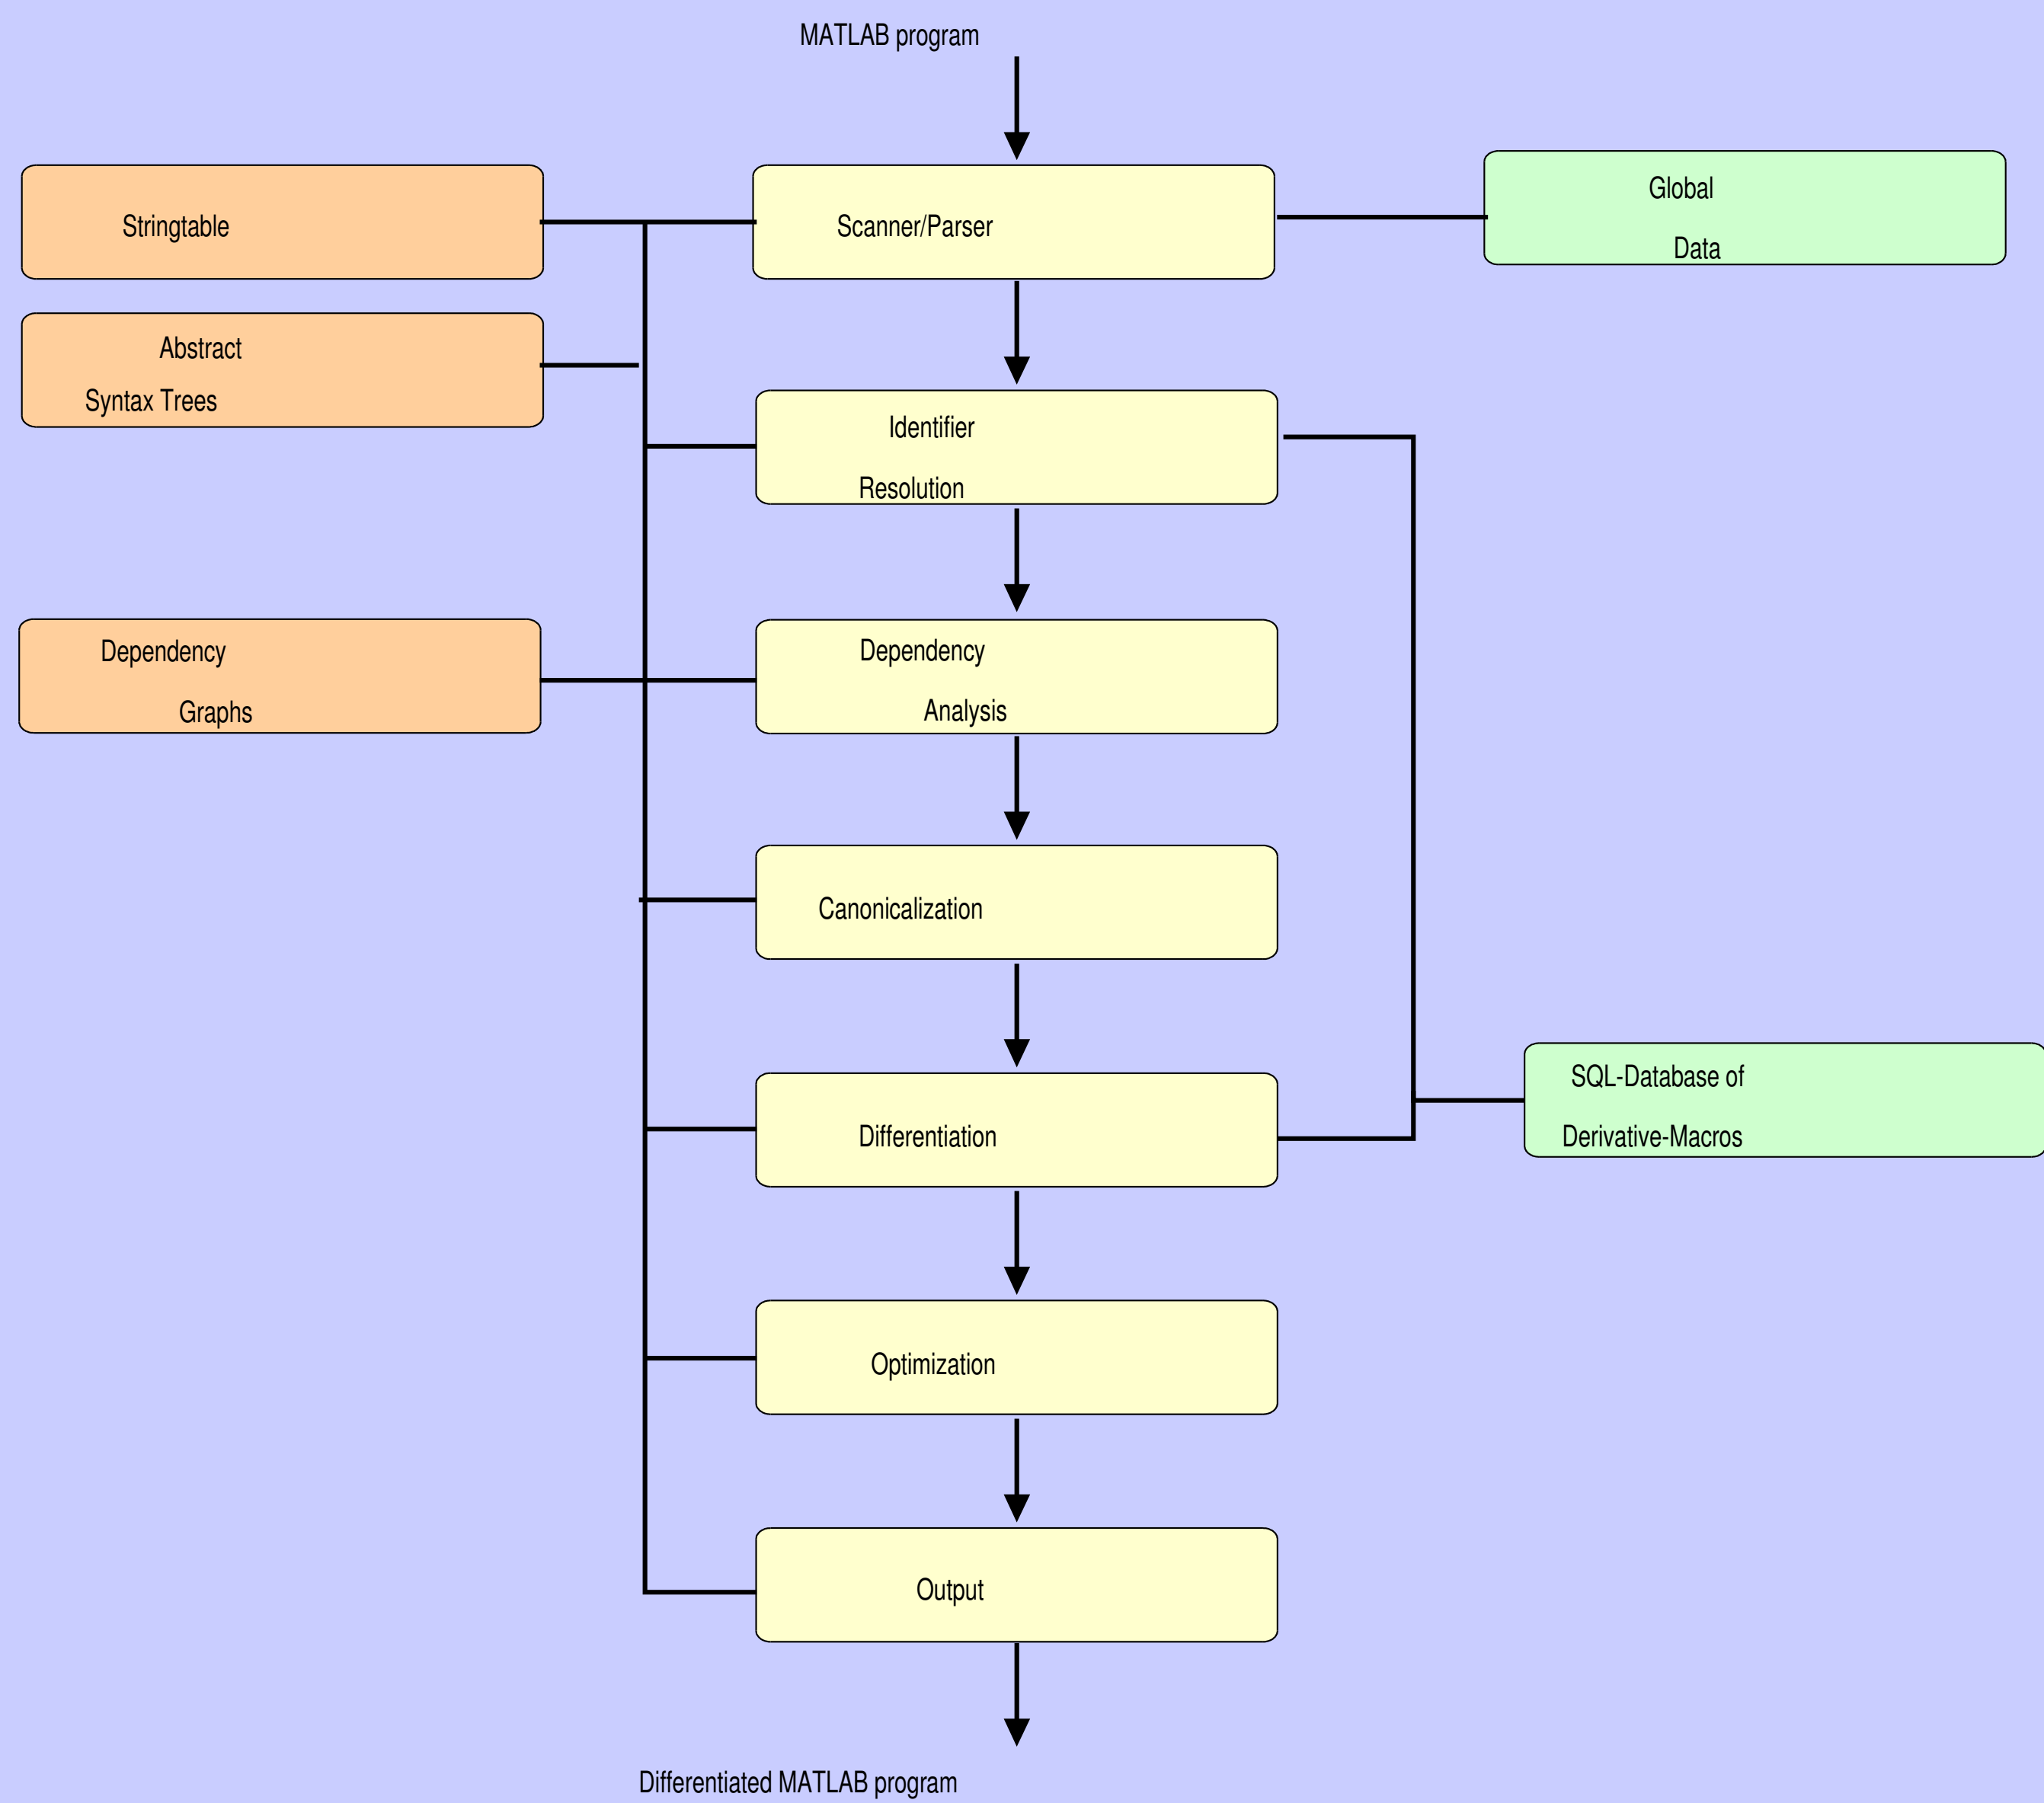 MATLAB program
Stringtable
Scanner/Parser
Global
Data
Abstract
Syntax Trees
Identifier
Resolution
Dependency
Graphs
Dependency
Analysis
Canonicalization
SQL-Database of
Derivative-Macros
Differentiation
Optimization
Output
Differentiated MATLAB program